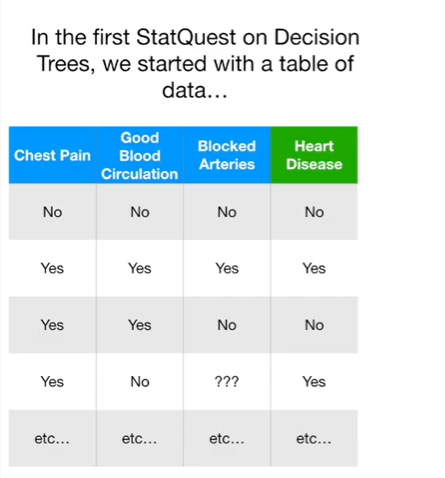 In the first StatQuest on Decision
Trees, we started with a table of
data…
Chest Pain Good Blood Circulation Blocked Arteries Heart Disease
No No No No
Yes Yes Yes Yes
Yes Yes No No
Yes No ??? Yes
etc… etc… etc… etc…